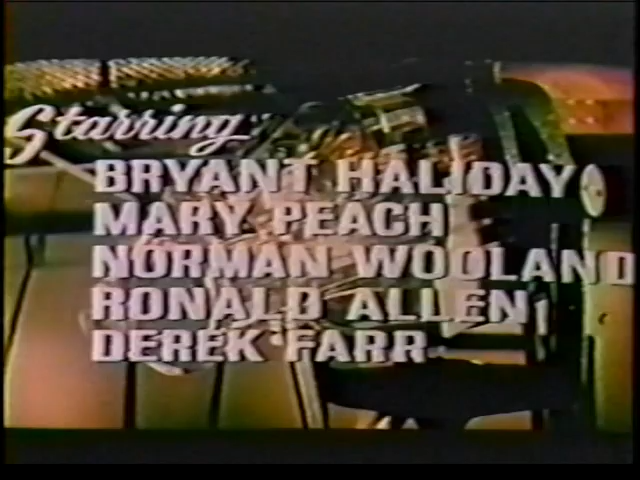 Starring
BRYANT HALIDAY
MARY PEACH
NORMAN WOOLAND
RONALD ALLEN
DEREK FARR